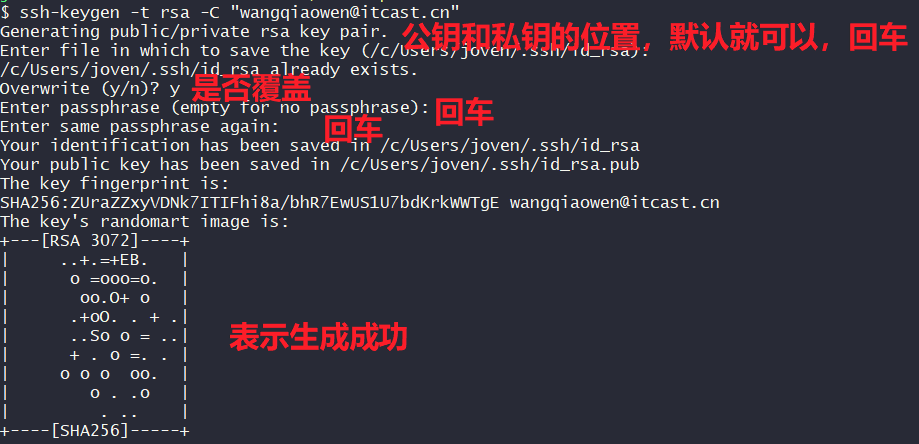 $ ssh-keygen -t rsa -C "wangqiaowen@itcast.cn"
Generating public/private rsa key pair.
公钥和私钥的位置，默认就可以，回车
Enter file in which to save the key (/c/Users/joven/.ssh/id_rsa):
/c/Users/joven/.ssh/id_rsa already exists.
Overwrite (y/n)? y 是否覆盖
Enter passphrase (empty for no passphrase): 回车
Enter same passphrase again: 回车
Your identification has been saved in /c/Users/joven/.ssh/id_rsa
Your public key has been saved in /c/Users/joven/.ssh/id_rsa.pub
The key fingerprint is:
SHA256:ZUraZZxyVDNk7ITIFhi8a/bhR7EwUS1U7bdKrkWWTgE wangqiaowen@itcast.cn
The key's randomart image is:
+---[RSA 3072]----+
|     ..+.=+EB.   |
|      o =ooo=o.  |
|       oo.O+ o   |
|      .+oO. . + .|
|      ..So o = ..|
|      + . o =. . |
|     o o o  oo.  |
|        o . .o   |
|         . ..    |
+----[SHA256]-----+
表示生成成功